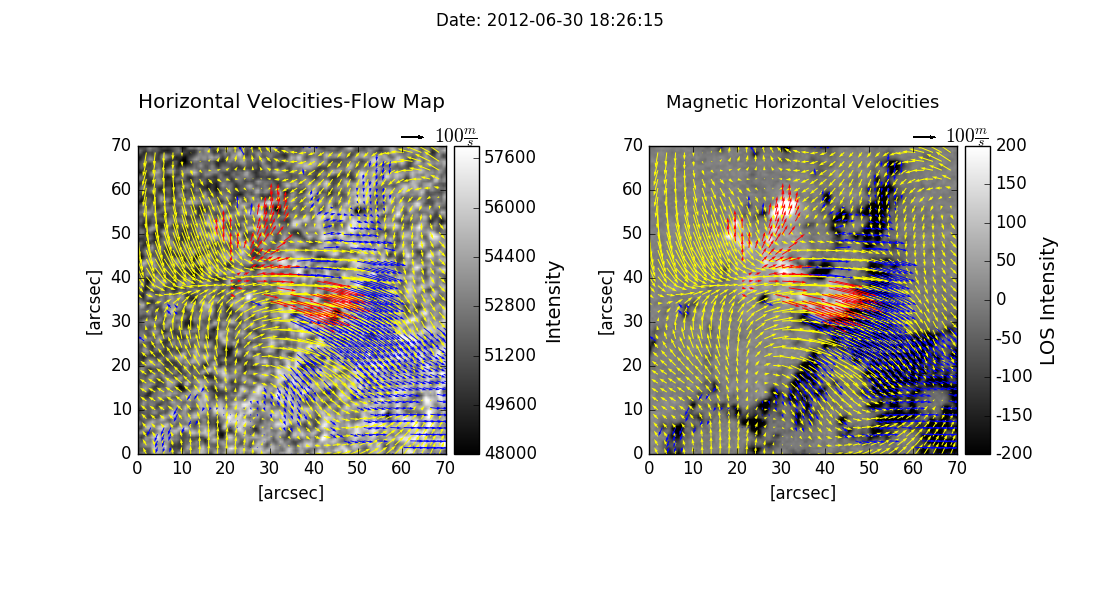 Date: 2012-06-30 18:26:15
Horizontal Velocities-Flow Map
100 m/s
70
60
50
40
30
20
10
0
0 10 20 30 40 50 60 70
[arcsec]
[arcsec]
57600
56000
54400
52800
51200
49600
48000
Intensity
Magnetic Horizontal Velocities
100 m/s
70
60
50
40
30
20
10
0
0 10 20 30 40 50 60 70
[arcsec]
[arcsec]
200
150
100
50
0
-50
-100
-150
-200
LOS Intensity